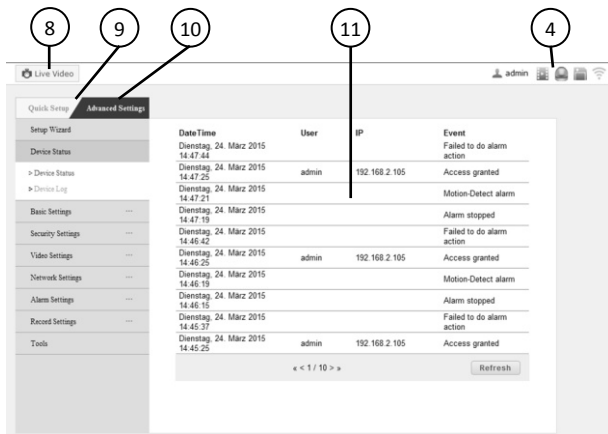 8 9 10 11 4
Live Video
admin
Quick Setup Advanced Settings
Setup Wizard
Device Status
> Device Status
> Device Log
Basic Settings ...
Security Settings ...
Video Settings ...
Network Settings ...
Alarm Settings ...
Record Settings ...
Tools
DateTime User IP Event
Dienstag, 24. März 2015 14:47:44 Failed to do alarm action
Dienstag, 24. März 2015 14:47:25 admin 192.168.2.105 Access granted
Dienstag, 24. März 2015 14:47:21 Motion-Detect alarm
Dienstag, 24. März 2015 14:47:19 Alarm stopped
Dienstag, 24. März 2015 14:46:42 Failed to do alarm action
Dienstag, 24. März 2015 14:46:25 admin 192.168.2.105 Access granted
Dienstag, 24. März 2015 14:46:19 Motion-Detect alarm
Dienstag, 24. März 2015 14:46:15 Alarm stopped
Dienstag, 24. März 2015 14:45:37 Failed to do alarm action
Dienstag, 24. März 2015 14:45:25 admin 192.168.2.105 Access granted
« < 1 / 10 > »
Refresh